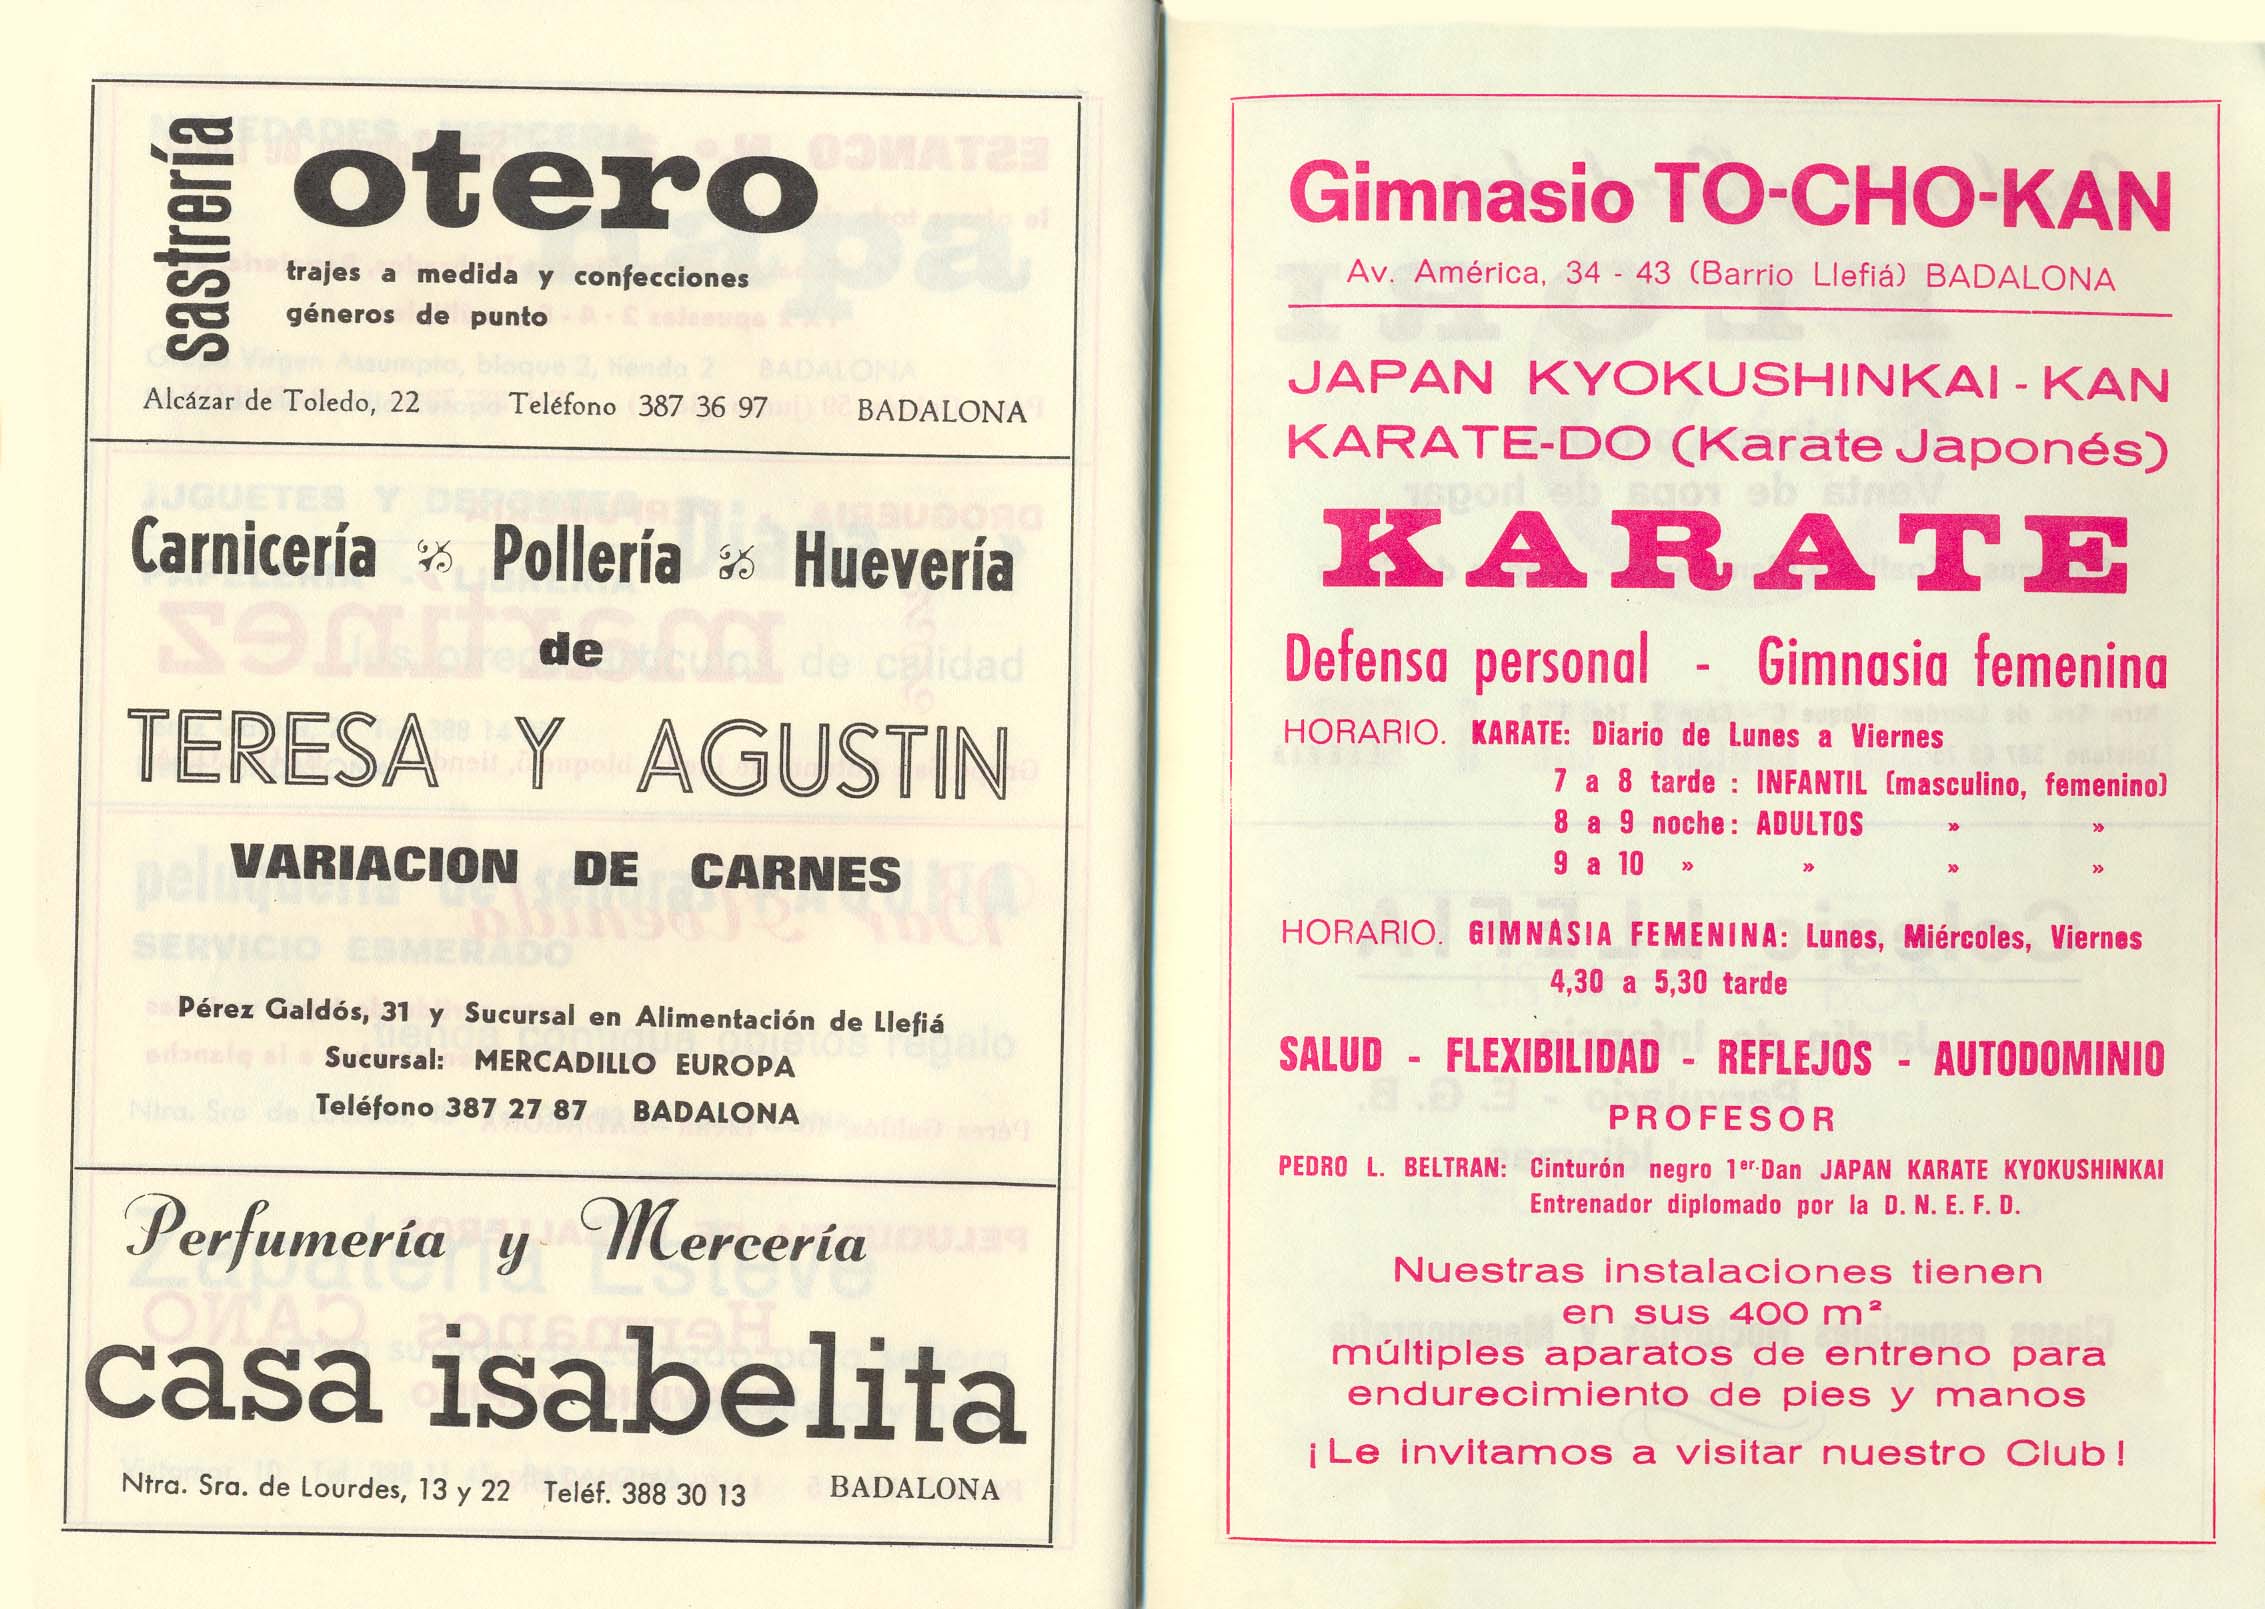 sastrería otero
trajes a medida y confecciones
géneros de punto
Alcázar de Toledo, 22 Teléfono 387 36 97 BADALONA
Carnicería Pollería Huevería
de
TERESA Y AGUSTIN
VARIACION DE CARNES
Pérez Galdós, 31 y Sucursal en Alimentación de Llefiá
Sucursal: MERCADILLO EUROPA
Teléfono 387 27 87 BADALONA
Perfumería y Mercería
casa isabelita
Ntra. Sra. de Lourdes, 13 y 22 Teléf. 388 30 13 BADALONA
Gimnasio TO-CHO-KAN
Av. América, 34 - 43 (Barrio Llefiá) BADALONA
JAPAN KYOKUSHINKAI - KAN
KARATE-DO (Karate Japonés)
KARATE
Defensa personal - Gimnasia femenina
HORARIO. KARATE: Diario de Lunes a Viernes
7 a 8 tarde : INFANTIL (masculino, femenino)
8 a 9 noche : ADULTOS » »
9 a 10 » » » »
HORARIO. GIMNASIA FEMENINA: Lunes, Miércoles, Viernes
4,30 a 5,30 tarde
SALUD - FLEXIBILIDAD - REFLEJOS - AUTODOMINIO
PROFESOR
PEDRO L. BELTRAN: Cinturón negro 1er. Dan JAPAN KARATE KYOKUSHINKAI
Entrenador diplomado por la D. N. E. F. D.
Nuestras instalaciones tienen
en sus 400 m²
múltiples aparatos de entreno para
endurecimiento de pies y manos
¡Le invitamos a visitar nuestro Club!